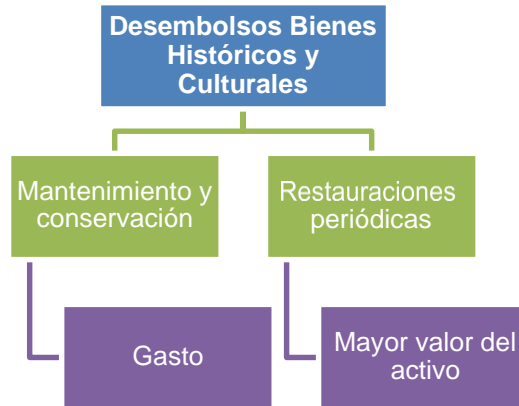 Desembolsos Bienes
Históricos y
Culturales
Mantenimiento y
conservación
Restauraciones
periódicas
Gasto
Mayor valor del
activo